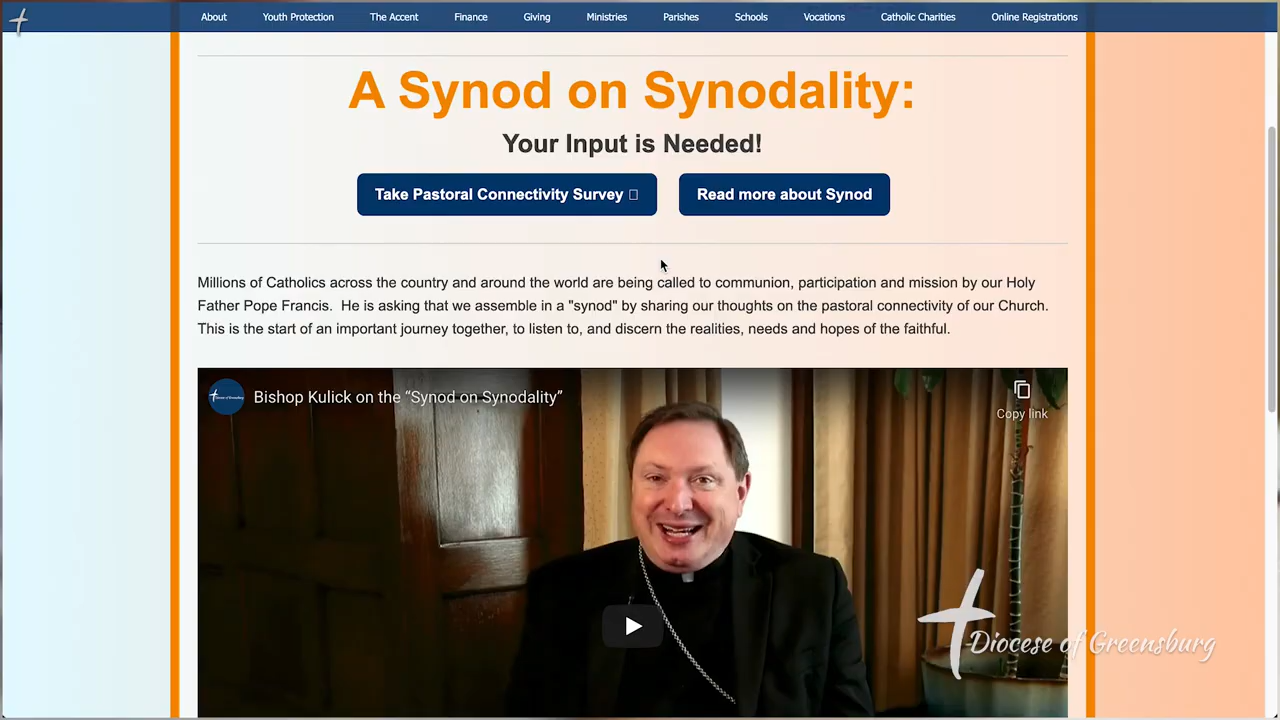 About Youth Protection The Accent Finance Giving Ministries Parishes Schools Vocations Catholic Charities Online Registrations
A Synod on Synodality:
Your Input is Needed!
Take Pastoral Connectivity Survey Read more about Synod
Millions of Catholics across the country and around the world are being called to communion, participation and mission by our Holy
Father Pope Francis. He is asking that we assemble in a "synod" by sharing our thoughts on the pastoral connectivity of our Church.
This is the start of an important journey together, to listen to, and discern the realities, needs and hopes of the faithful.
Bishop Kulick on the “Synod on Synodality”
Copy link
Diocese of Greensburg